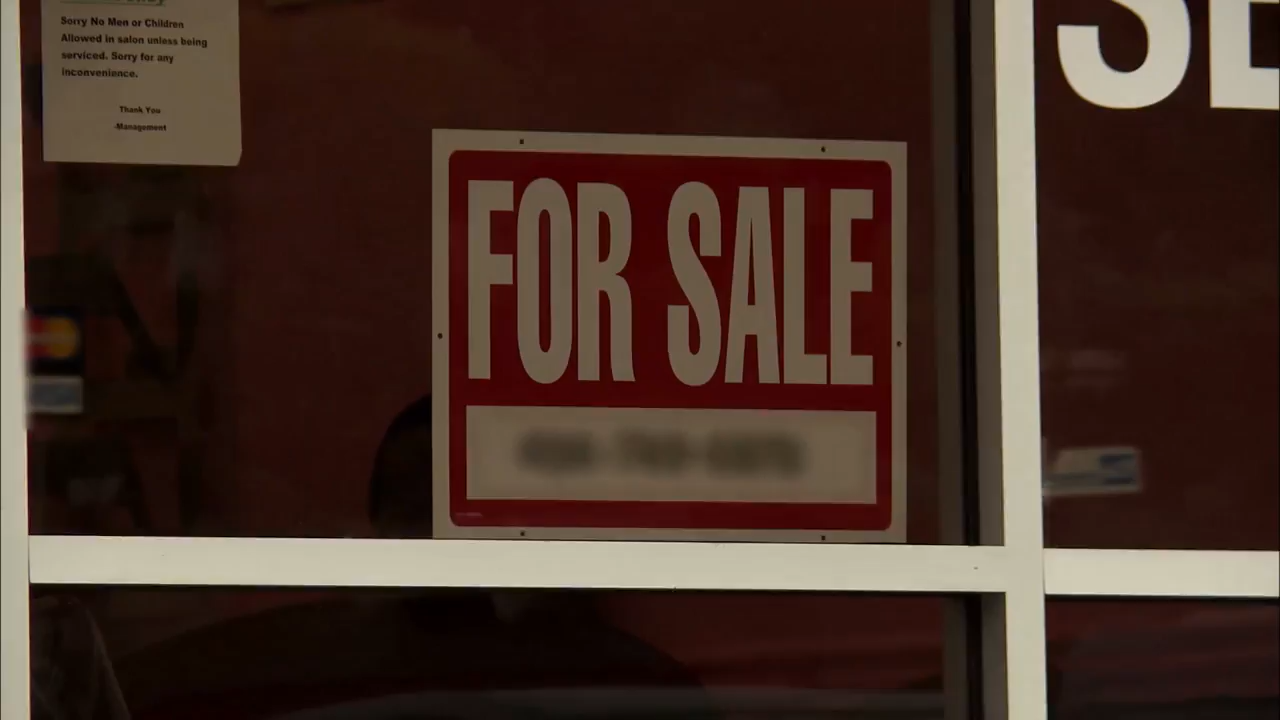 Sorry No Men or Children
Allowed in salon unless being
serviced. Sorry for any
inconvenience.
Thank You
-Management
FOR SALE